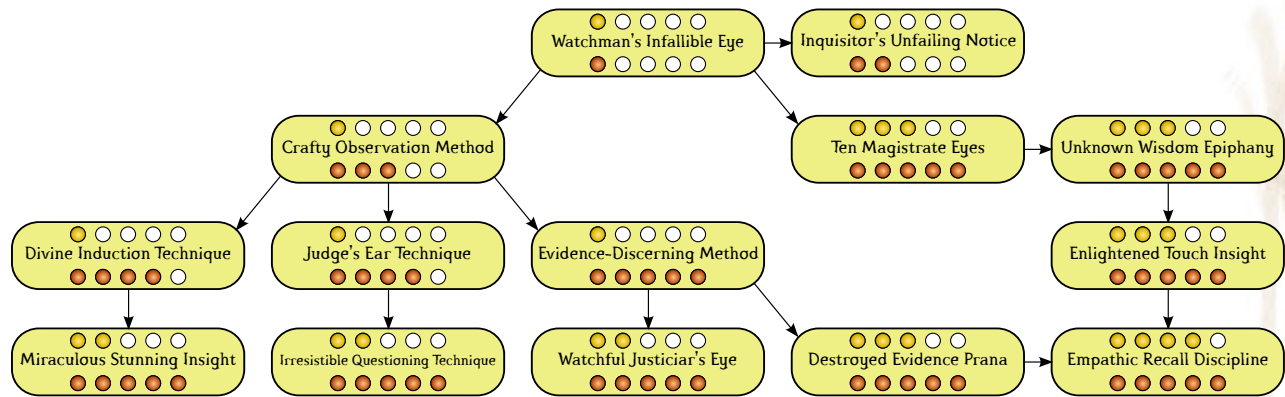 Watchman's Infallible Eye
Inquisitor's Unfailing Notice
Crafty Observation Method
Ten Magistrate Eyes
Unknown Wisdom Epiphany
Divine Induction Technique
Judge's Ear Technique
Evidence-Discerning Method
Enlightened Touch Insight
Miraculous Stunning Insight
Irresistible Questioning Technique
Watchful Justiciar's Eye
Destroyed Evidence Prana
Empathic Recall Discipline